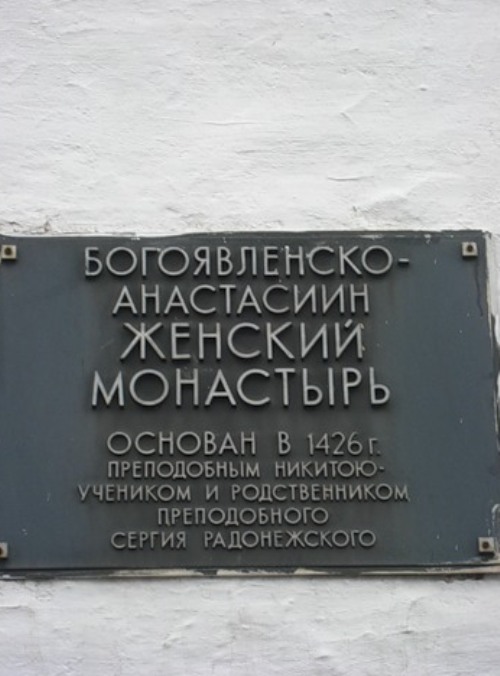 БОГОЯВЛЕНСКО-
АНАСТАСИИН
ЖЕНСКИЙ
МОНАСТЫРЬ
ОСНОВАН В 1426 г.
ПРЕПОДОБНЫМ НИКИТОЮ-
УЧЕНИКОМ И РОДСТВЕННИКОМ
ПРЕПОДОБНОГО
СЕРГИЯ РАДОНЕЖСКОГО